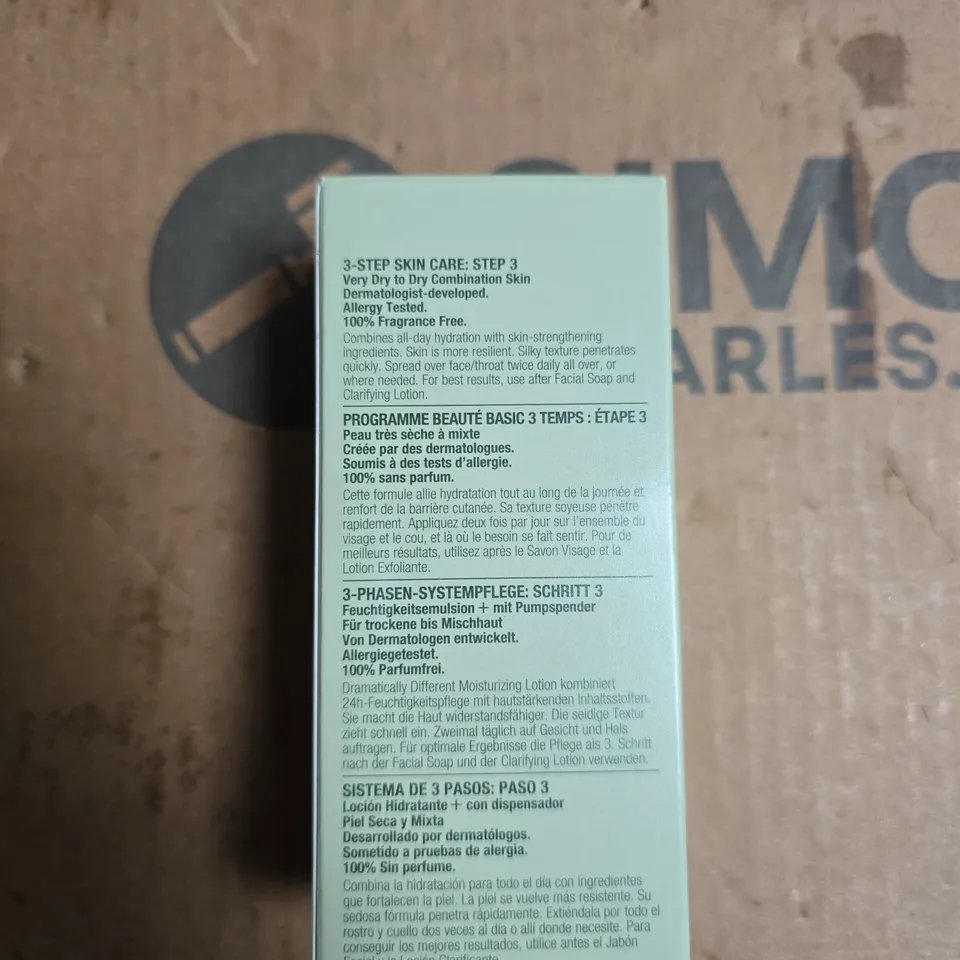 IMO
ARLES.
3-STEP SKIN CARE: STEP 3
Very Dry to Dry Combination Skin
Dermatologist-developed.
Allergy Tested.
100% Fragrance Free.
Combines all-day hydration with skin-strengthening
ingredients. Skin is more resilient. Silky texture penetrates
quickly. Spread over face/throat twice daily all over, or
where needed. For best results, use after Facial Soap and
Clarifying Lotion.
PROGRAMME BEAUTÉ BASIC 3 TEMPS : ÉTAPE 3
Peau très sèche à mixte
Créée par des dermatologues.
Soumis à des tests d'allergie.
100% sans parfum.
Cette formule allie hydratation tout au long de la journée et
renfort de la barrière cutanée. Sa texture soyeuse pénètre
rapidement. Appliquez deux fois par jour sur l'ensemble du
visage et le cou, et là où le besoin se fait sentir. Pour de
meilleurs résultats, utilisez après le Savon Visage et la
Lotion Exfoliante.
3-PHASEN-SYSTEMPFLEGE: SCHRITT 3
Feuchtigkeitsemulsion + mit Pumpspender
Für trockene bis Mischhaut
Von Dermatologen entwickelt.
Allergiegetestet.
100% Parfumfrei.
Dramatically Different Moisturizing Lotion kombiniert
24h-Feuchtigkeitspflege mit hautstärkenden Inhaltsstoffen.
Sie macht die Haut widerstandsfähiger. Die seidige Textur
zieht schnell ein. Zweimal täglich auf Gesicht und Hals
auftragen. Für optimale Ergebnisse die Pflege als 3. Schritt
nach der Facial Soap und der Clarifying Lotion verwenden.
SISTEMA DE 3 PASOS: PASO 3
Loción Hidratante + con dispensador
Piel Seca y Mixta
Desarrollado por dermatólogos.
Sometido a pruebas de alergia.
100% Sin perfume.
Combina la hidratación para todo el día con ingredientes
que fortalecen la piel. La piel se vuelve más resistente. Su
sedosa fórmula penetra rápidamente. Extiéndala por todo el
rostro y cuello dos veces al día o allí donde necesite. Para
conseguir los mejores resultados, utilice antes el Jabón
Facial y la Loción Clarificante.